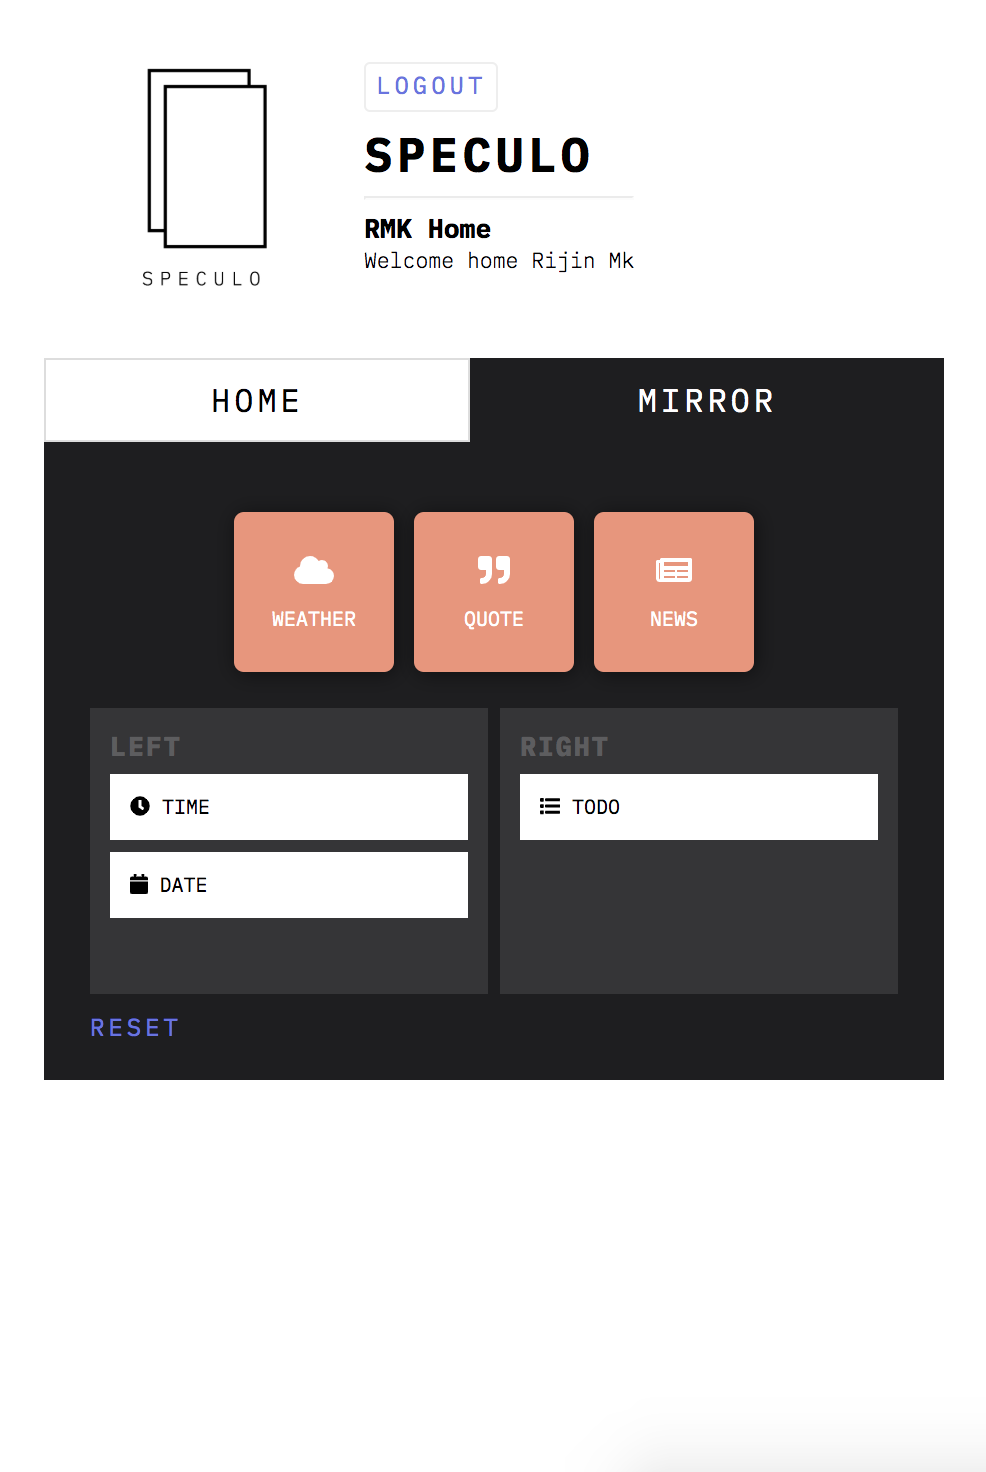 LOGOUT
SPECULO
RMK Home
Welcome home Rijin Mk
SPECULO
HOME
MIRROR
WEATHER
QUOTE
NEWS
LEFT
TIME
DATE
RIGHT
TODO
RESET